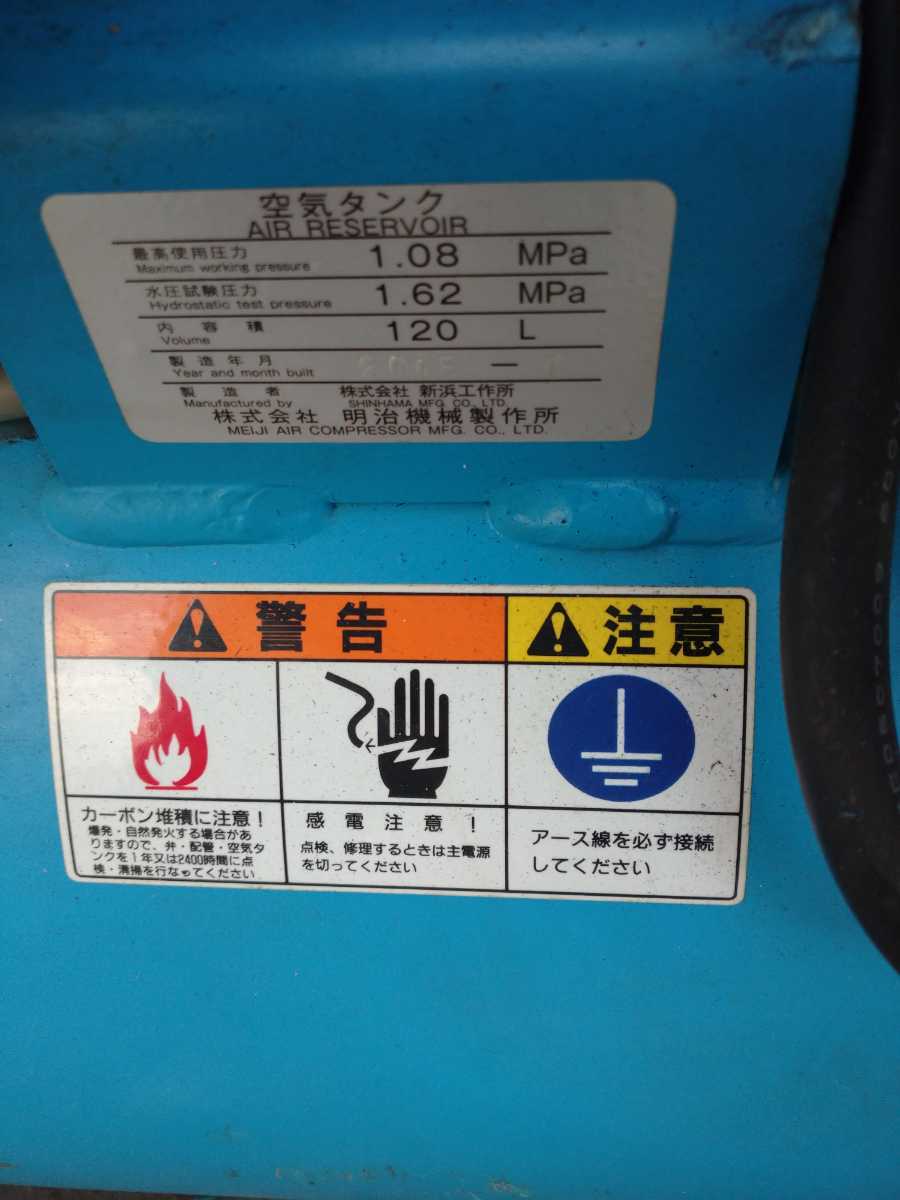 空気タンク
AIR RESERVOIR
最高使用圧力 1.08 MPa
Maximum working pressure
水圧試験圧力 1.62 MPa
Hydrostatic test pressure
内容積 120 L
Volume
製造年月 —
Year and month built
製造者 株式会社 新浜工作所
Manufactured by SHINHAMA MFG CO., LTD.
株式会社 明治機械製作所
MEIJI AIR COMPRESSOR MFG. CO., LTD.
警告
カーボン堆積に注意!
爆発・自然発火する場合があ
りますので、弁・配管・空気タ
ンクを1年又は2400時間に点
検・清掃を行なってください
感電注意!
点検、修理するときは主電源
を切ってください
注意
アース線を必ず接続
してください